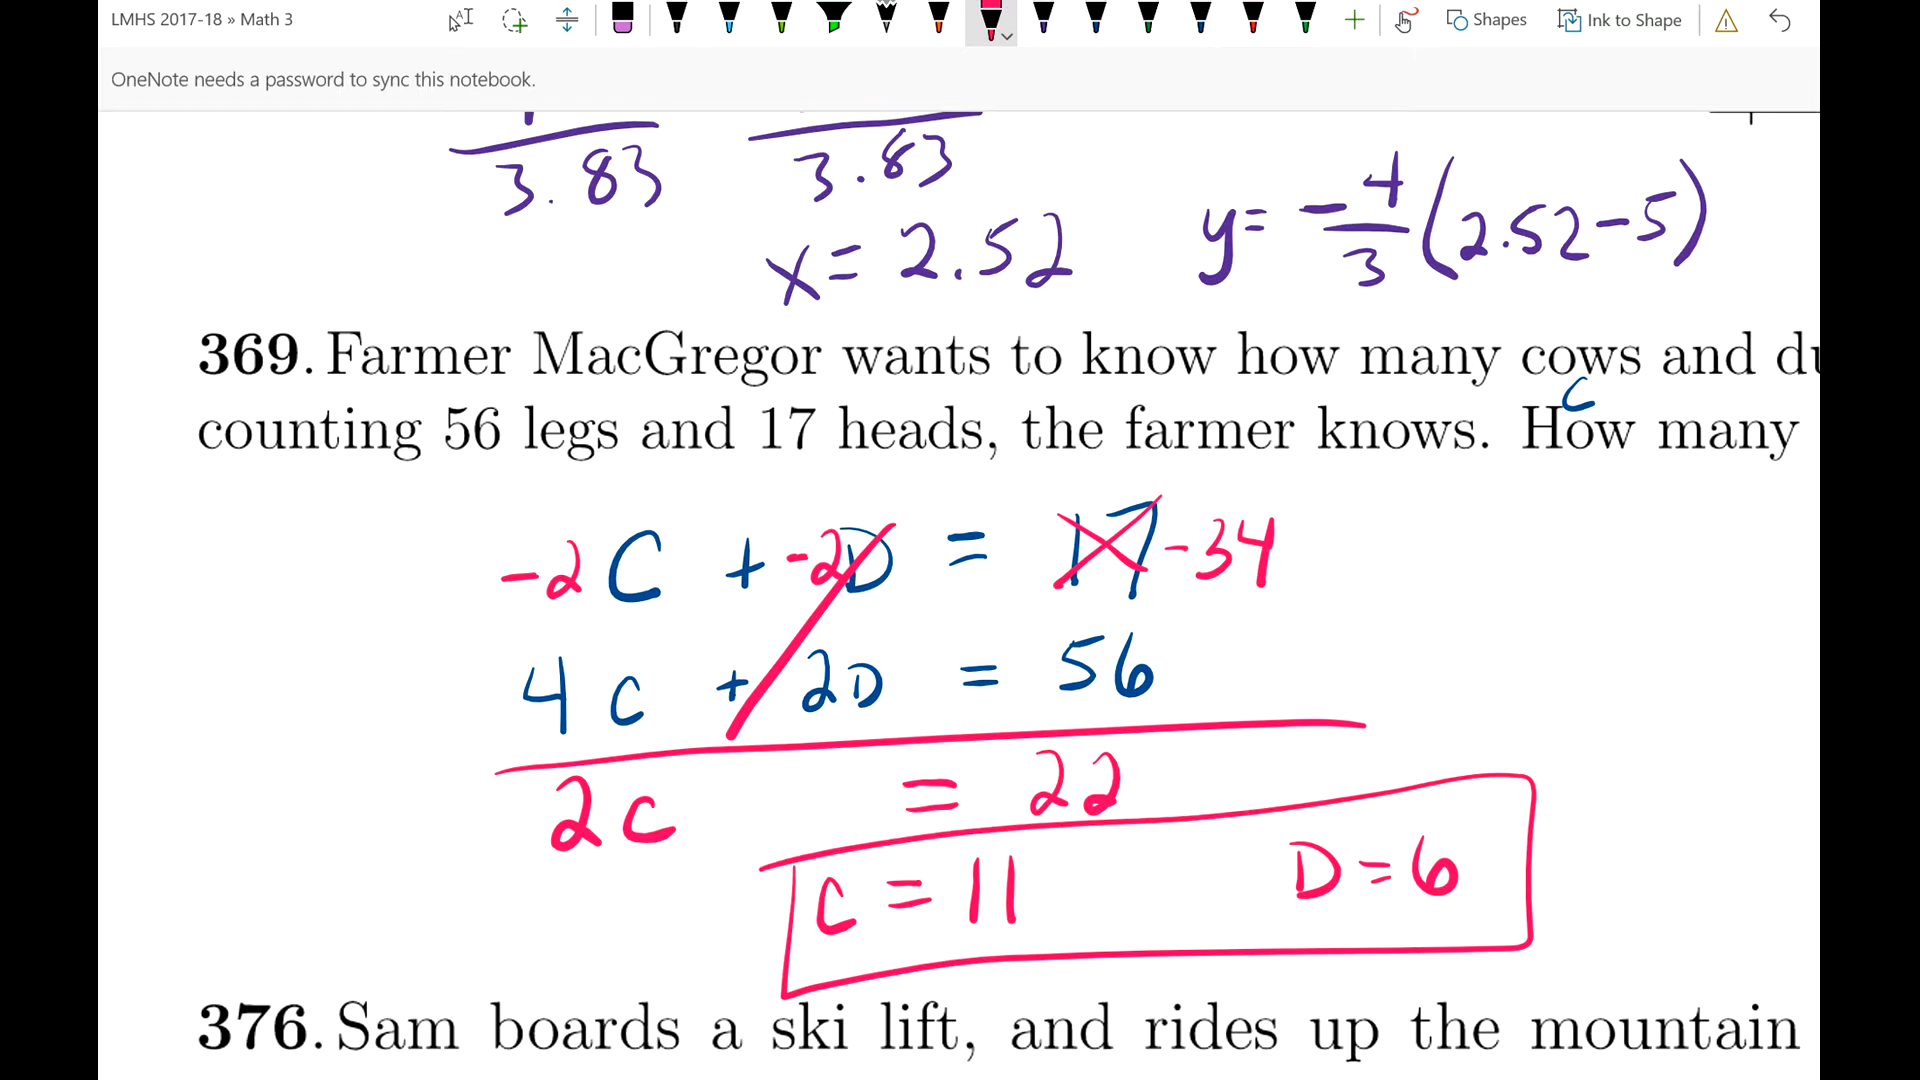 LMHS 2017-18 » Math 3
Shapes
Ink to Shape
OneNote needs a password to sync this notebook.
3.83 3.83
x = 2.52 y = -4/3 (2.52-5)
369. Farmer MacGregor wants to know how many cows and du
C
counting 56 legs and 17 heads, the farmer knows. How many
-2C + -2D = 17 -34
4C + 2D = 56
2C = 22
C = 11 D = 6
376. Sam boards a ski lift, and rides up the mountain